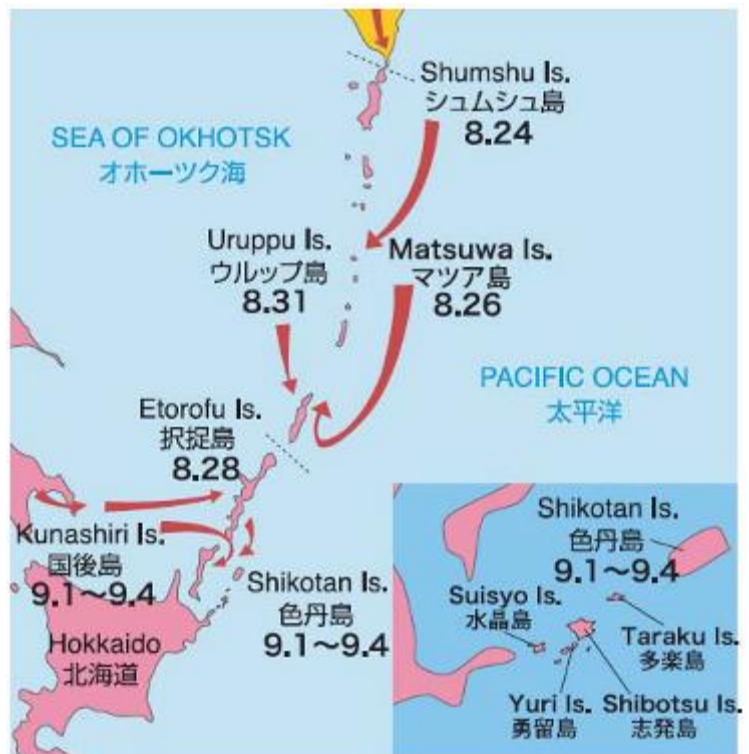 Shumshu Is.
シュムシュ島
8.24
SEA OF OKHOTSK
オホーツク海
Uruppu Is.
ウルップ島
8.31
Matsuwa Is.
マツア島
8.26
PACIFIC OCEAN
太平洋
Etorofu Is.
択捉島
8.28
Kunashiri Is.
国後島
9.1〜9.4
Shikotan Is.
色丹島
9.1〜9.4
Hokkaido
北海道
Shikotan Is.
色丹島
9.1〜9.4
Suisyo Is.
水晶島
Taraku Is.
多楽島
Yuri Is.
勇留島
Shibotsu Is.
志発島